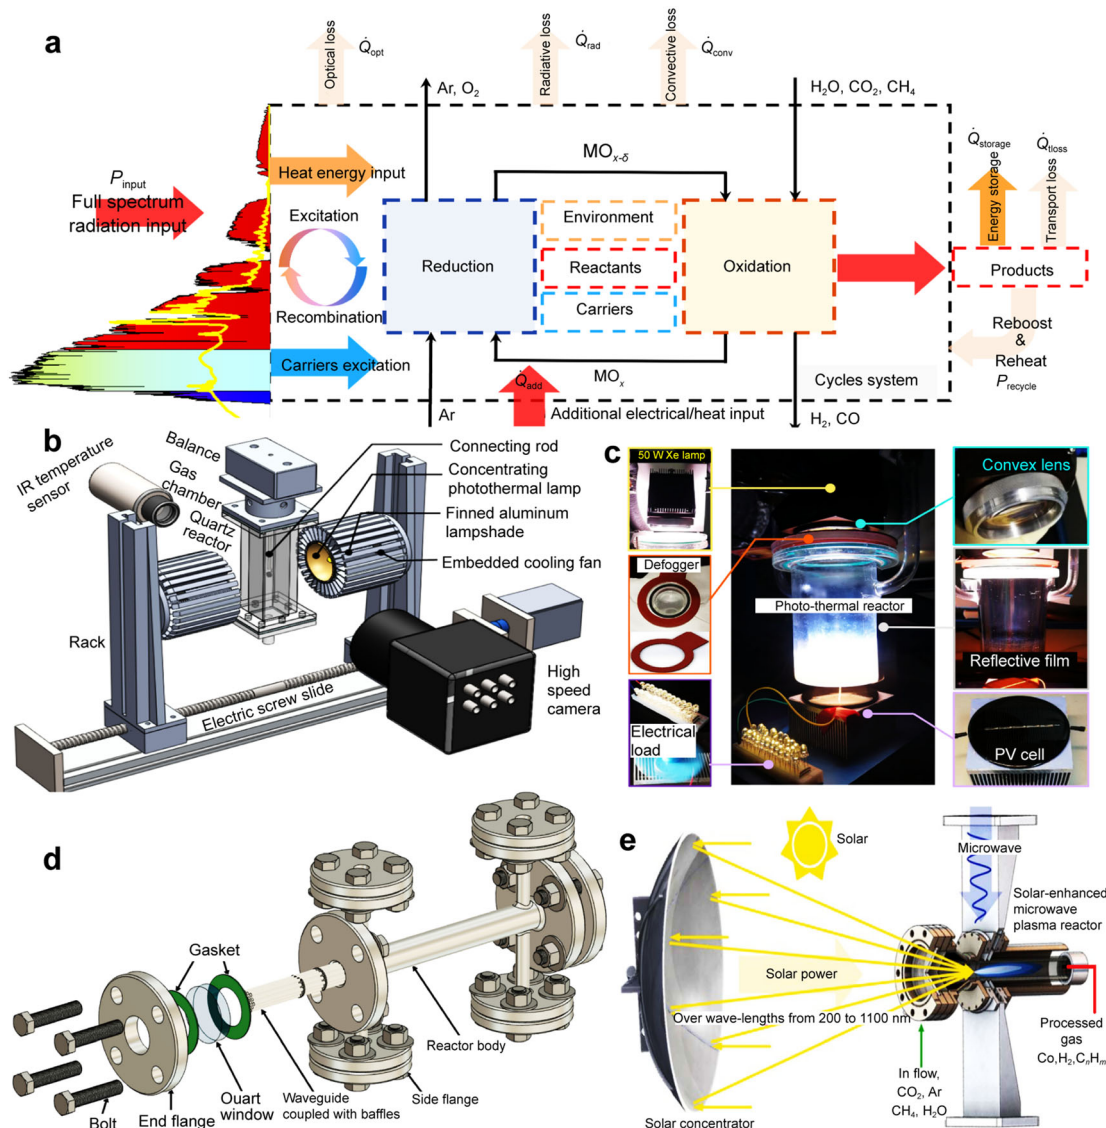 a
Optical loss
Q̇opt
Radiative loss
Q̇rad
Convective loss
Q̇conv
Ar, O2
H2O, CO2, CH4
MOx-δ
Pinput
Full spectrum
radiation input
Heat energy input
Excitation
Recombination
Carriers excitation
Reduction
Environment
Reactants
Carriers
Oxidation
Q̇storage
Energy storage
Q̇tloss
Transport loss
Products
Reboost
&
Reheat
Precycle
MOx
Q̇add
Additional electrical/heat input
Cycles system
Ar
H2, CO
b
IR temperature
sensor
Balance
Gas
chamber
Quartz
reactor
Connecting rod
Concentrating
photothermal lamp
Finned aluminum
lampshade
Embedded cooling fan
Rack
Electric screw slide
High
speed
camera
c
50 W Xe lamp
Defogger
Electrical
load
Photo-thermal reactor
Convex lens
Reflective film
PV cell
d
Gasket
Bolt
End flange
Ouart
window
Waveguide
coupled with baffles
Reactor body
Side flange
e
Solar
Microwave
Solar-enhanced
microwave
plasma reactor
Solar power
Over wave-lengths from 200 to 1100 nm
In flow,
CO2, Ar
CH4, H2O
Processed
gas
Co,H2,CnHm
Solar concentrator